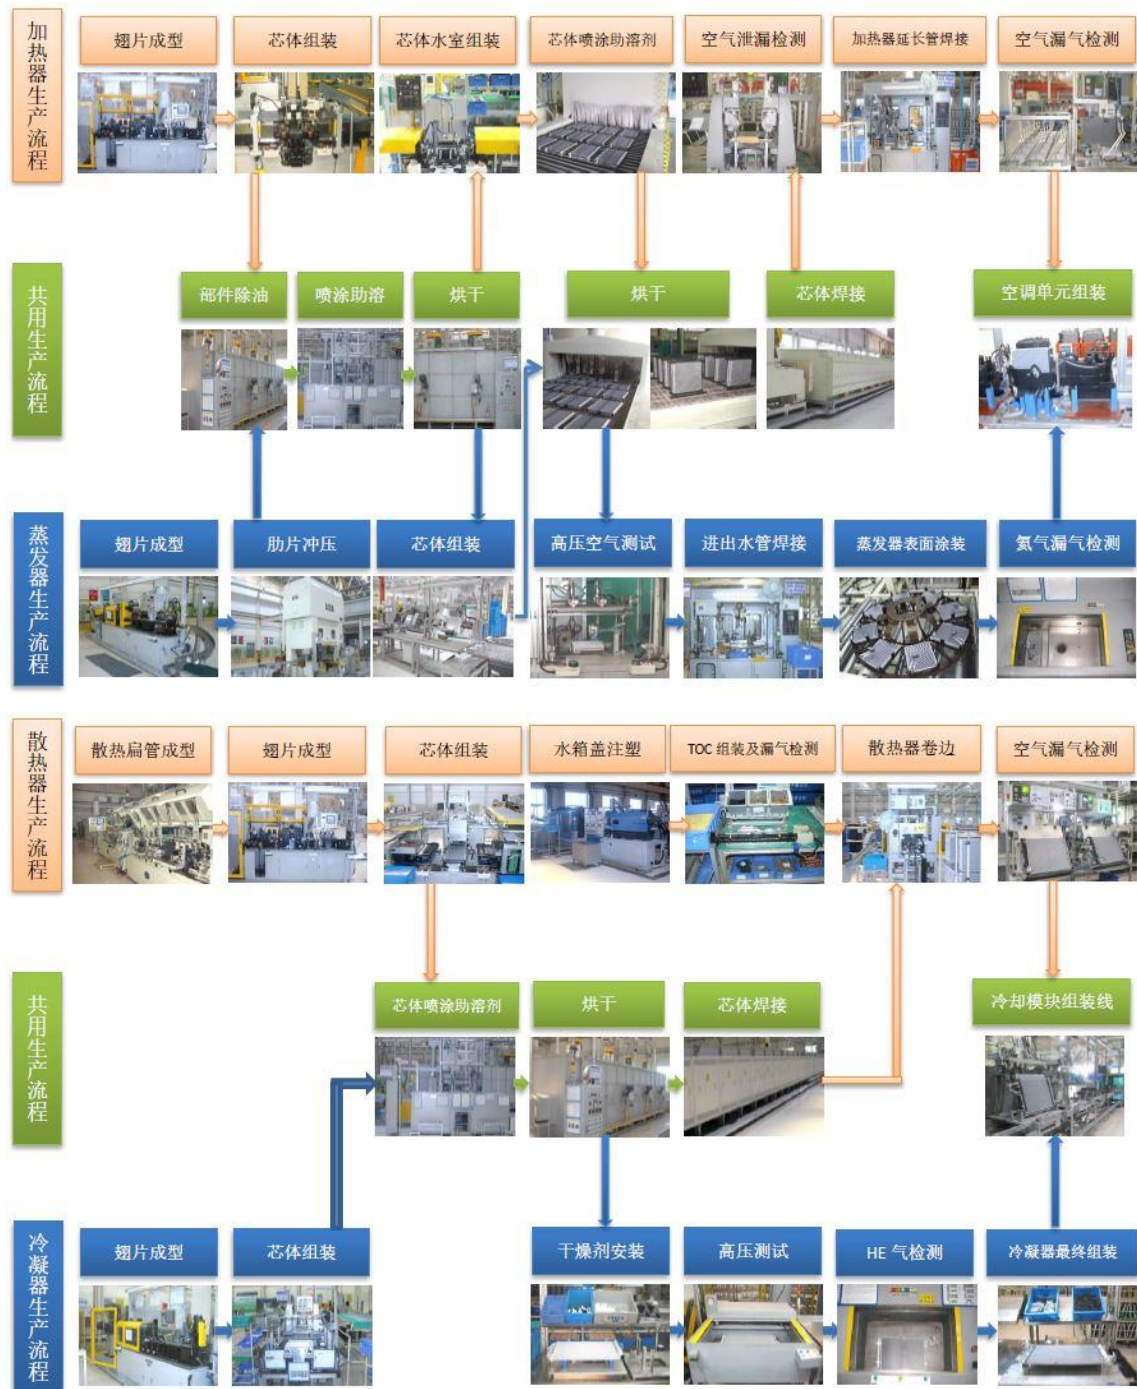 加热器生产流程
翅片成型
芯体组装
芯体水室组装
芯体喷涂助溶剂
空气泄漏检测
加热器延长管焊接
空气漏气检测
共用生产流程
部件除油
喷涂助溶
烘干
烘干
芯体焊接
空调单元组装
蒸发器生产流程
翅片成型
肋片冲压
芯体组装
高压空气测试
进出水管焊接
蒸发器表面涂装
氦气漏气检测
散热器生产流程
散热扁管成型
翅片成型
芯体组装
水箱盖注塑
TOC 组装及漏气检测
散热器卷边
空气漏气检测
共用生产流程
芯体喷涂助溶剂
烘干
芯体焊接
冷却模块组装线
冷凝器生产流程
翅片成型
芯体组装
干燥剂安装
高压测试
HE 气检测
冷凝器最终组装